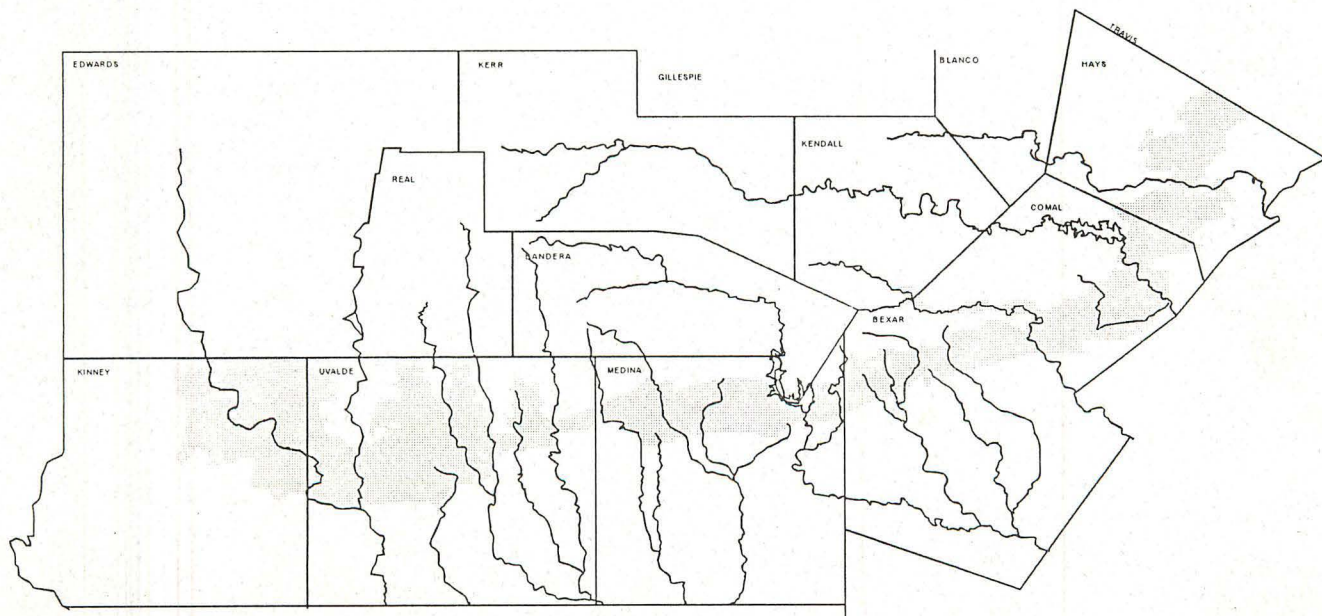 TRAVIS
EDWARDS
KERR
GILLESPIE
BLANCO
HAYS
KENDALL
REAL
COMAL
BANDERA
BEXAR
KINNEY
UVALDE
MEDINA